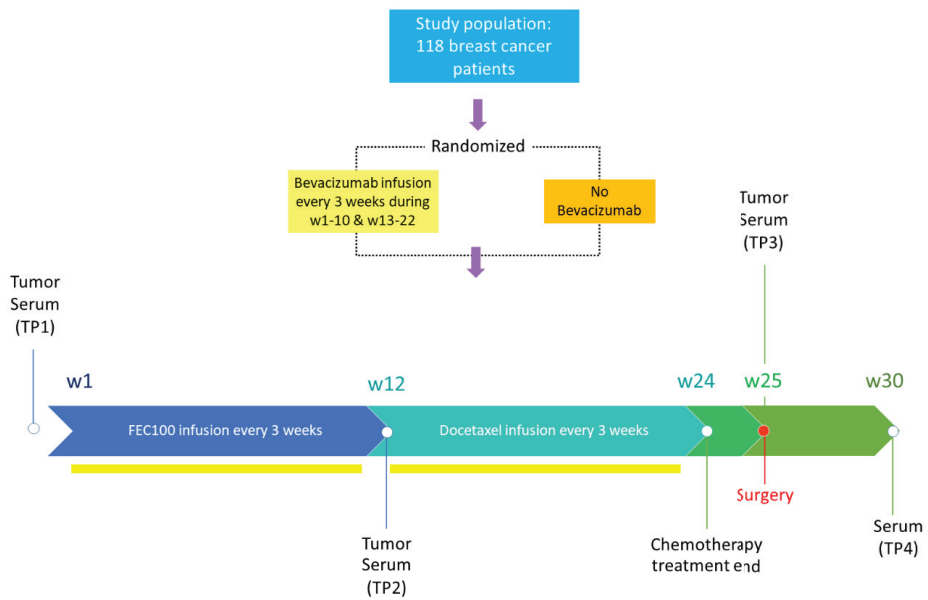 Study population:
118 breast cancer
patients
Randomized
Bevacizumab infusion
every 3 weeks during
w1-10 & w13-22
No
Bevacizumab
Tumor
Serum
(TP3)
Tumor
Serum
(TP1)
w1
w12
w24
w25
w30
FEC100 infusion every 3 weeks
Docetaxel infusion every 3 weeks
Surgery
Tumor
Serum
(TP2)
Chemotherapy
treatment end
Serum
(TP4)